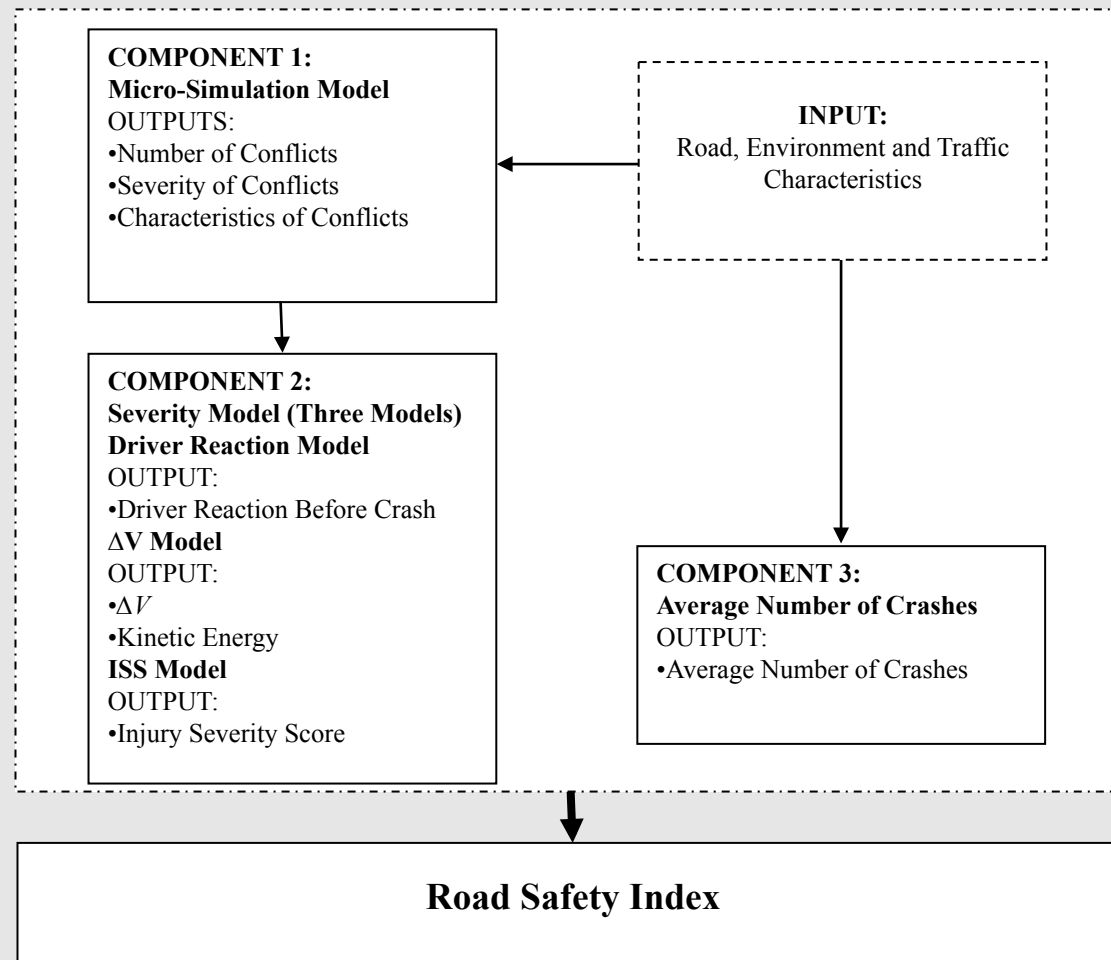 COMPONENT 1:
Micro-Simulation Model
OUTPUTS:
•Number of Conflicts
•Severity of Conflicts
•Characteristics of Conflicts
INPUT:
Road, Environment and Traffic
Characteristics
COMPONENT 2:
Severity Model (Three Models)
Driver Reaction Model
OUTPUT:
•Driver Reaction Before Crash
∆V Model
OUTPUT:
•∆V
•Kinetic Energy
ISS Model
OUTPUT:
•Injury Severity Score
COMPONENT 3:
Average Number of Crashes
OUTPUT:
•Average Number of Crashes
Road Safety Index